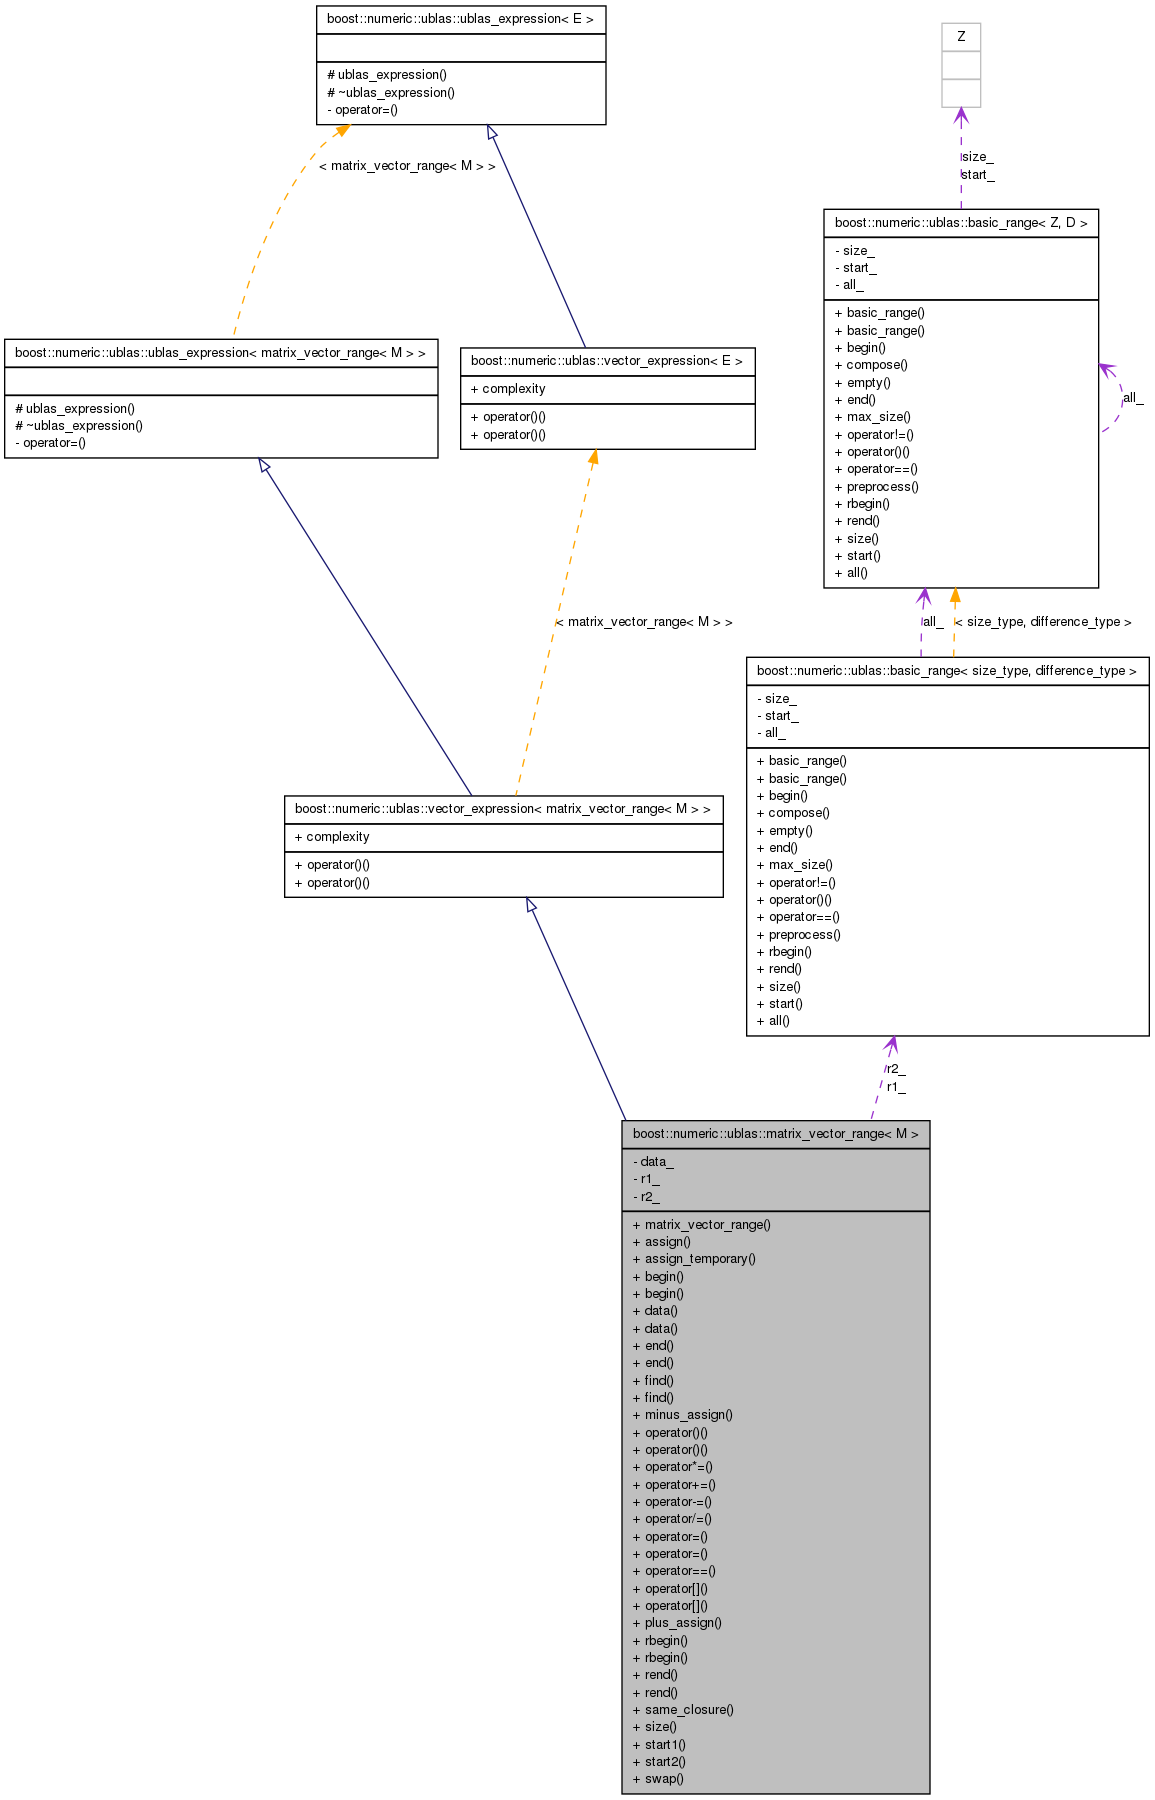 boost::numeric::ublas::ublas_expression< E >
# ublas_expression()
# ~ublas_expression()
- operator=()
Z
< matrix_vector_range< M > >
size_
start_
boost::numeric::ublas::basic_range< Z, D >
- size_
- start_
- all_
+ basic_range()
+ basic_range()
+ begin()
+ compose()
+ empty()
+ end()
+ max_size()
+ operator!=()
+ operator()()
+ operator==()
+ preprocess()
+ rbegin()
+ rend()
+ size()
+ start()
+ all()
all_
boost::numeric::ublas::ublas_expression< matrix_vector_range< M > >
# ublas_expression()
# ~ublas_expression()
- operator=()
boost::numeric::ublas::vector_expression< E >
+ complexity
+ operator()()
+ operator()()
< matrix_vector_range< M > >
all_
< size_type, difference_type >
boost::numeric::ublas::basic_range< size_type, difference_type >
- size_
- start_
- all_
+ basic_range()
+ basic_range()
+ begin()
+ compose()
+ empty()
+ end()
+ max_size()
+ operator!=()
+ operator()()
+ operator==()
+ preprocess()
+ rbegin()
+ rend()
+ size()
+ start()
+ all()
boost::numeric::ublas::vector_expression< matrix_vector_range< M > >
+ complexity
+ operator()()
+ operator()()
r2_
r1_
boost::numeric::ublas::matrix_vector_range< M >
- data_
- r1_
- r2_
+ matrix_vector_range()
+ assign()
+ assign_temporary()
+ begin()
+ begin()
+ data()
+ data()
+ end()
+ end()
+ find()
+ find()
+ minus_assign()
+ operator()()
+ operator()()
+ operator*=()
+ operator+=()
+ operator-=()
+ operator/=()
+ operator=()
+ operator=()
+ operator==()
+ operator[]()
+ operator[]()
+ plus_assign()
+ rbegin()
+ rbegin()
+ rend()
+ rend()
+ same_closure()
+ size()
+ start1()
+ start2()
+ swap()